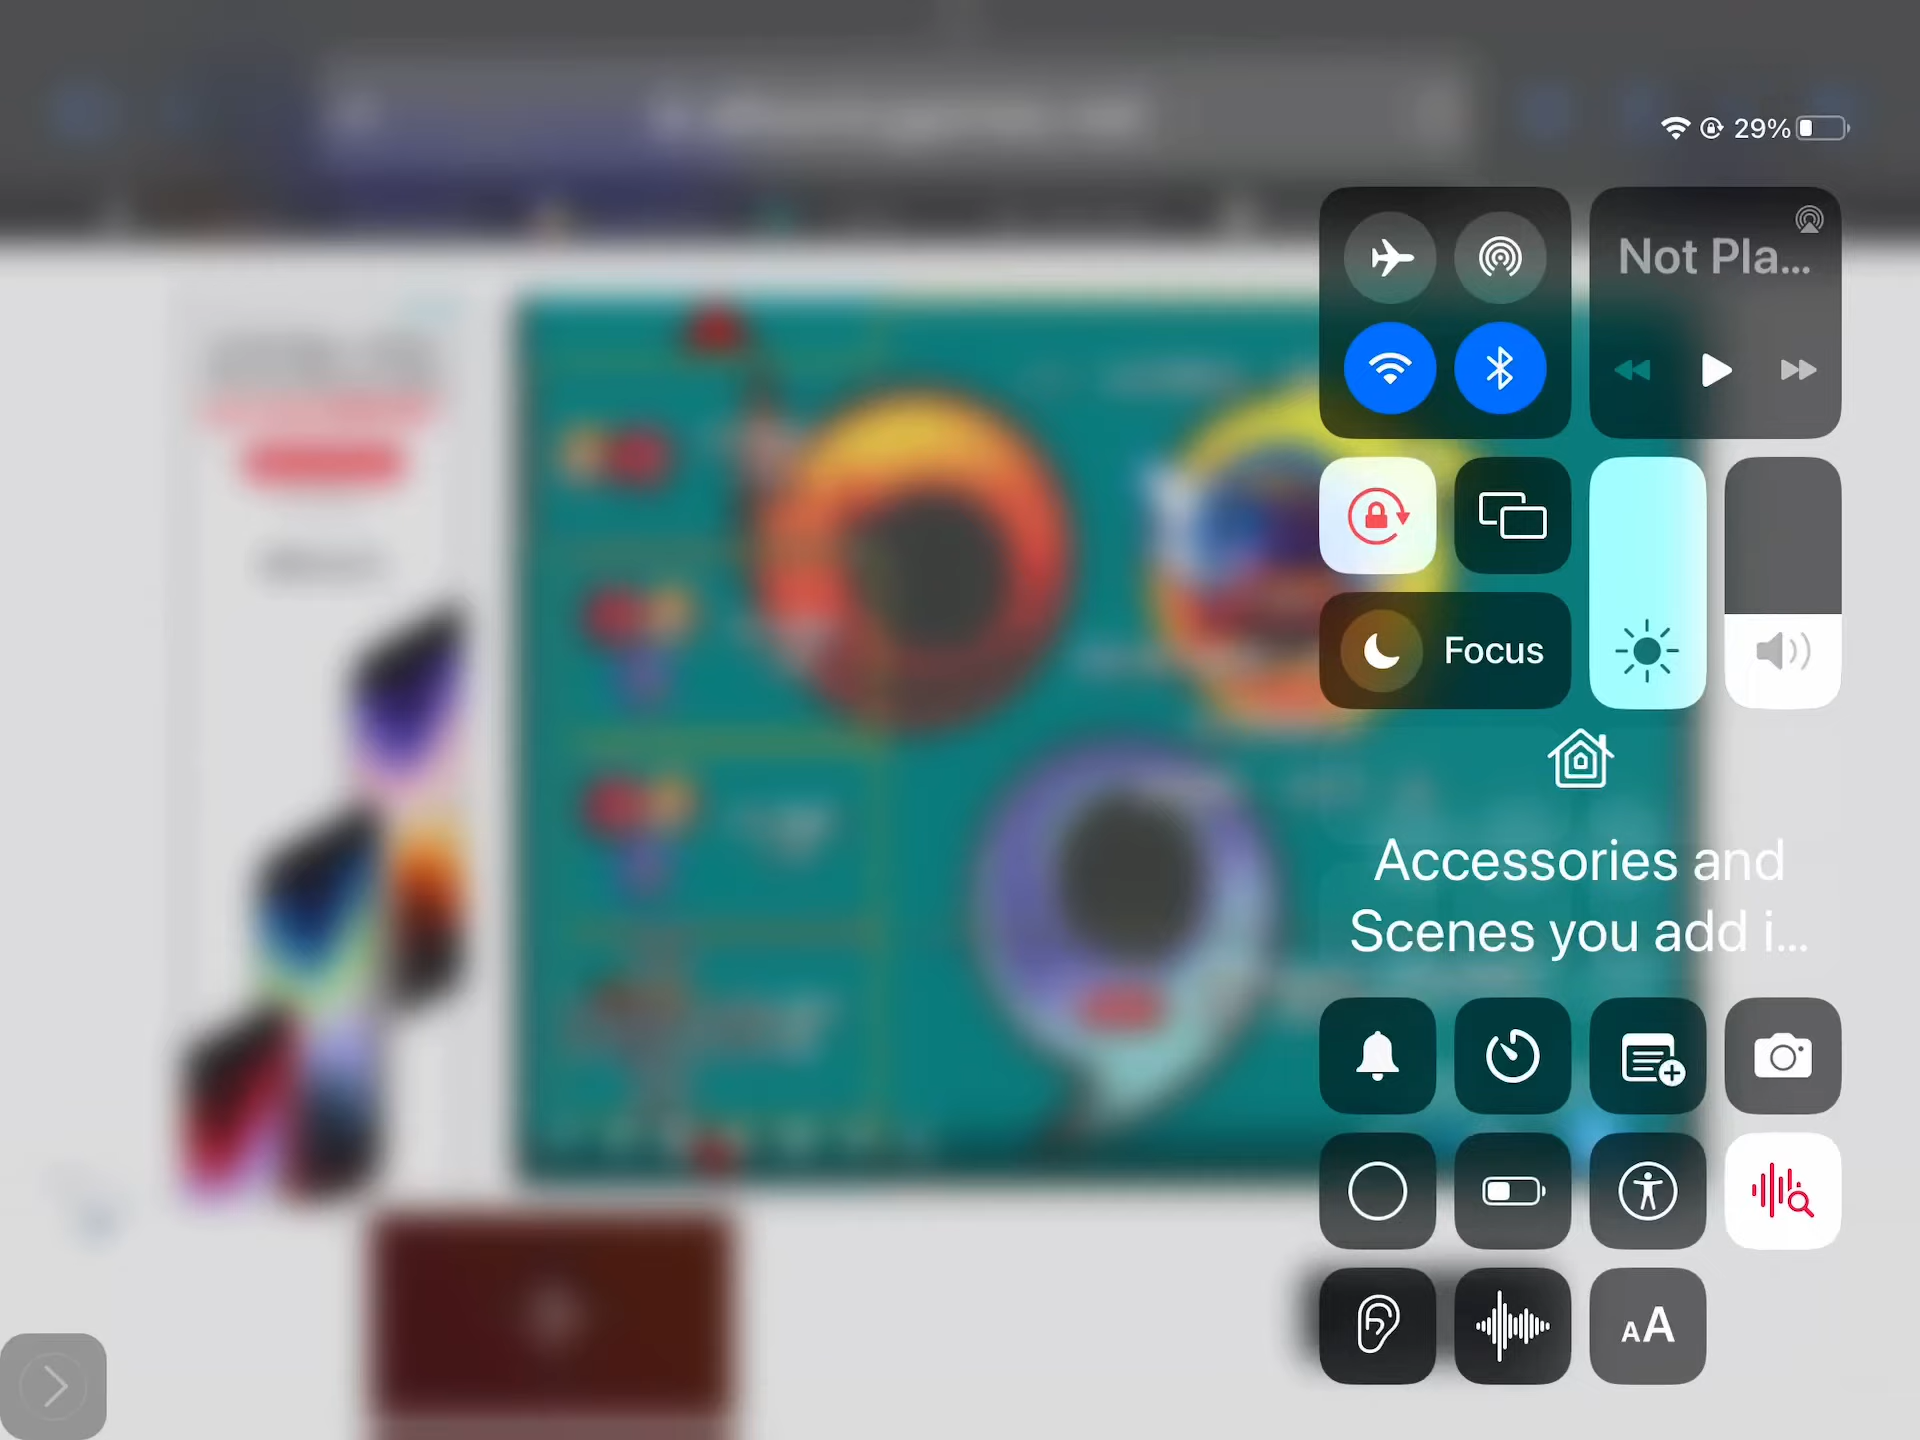 29%
Not Pla...
Focus
Accessories and
Scenes you add i...
AA